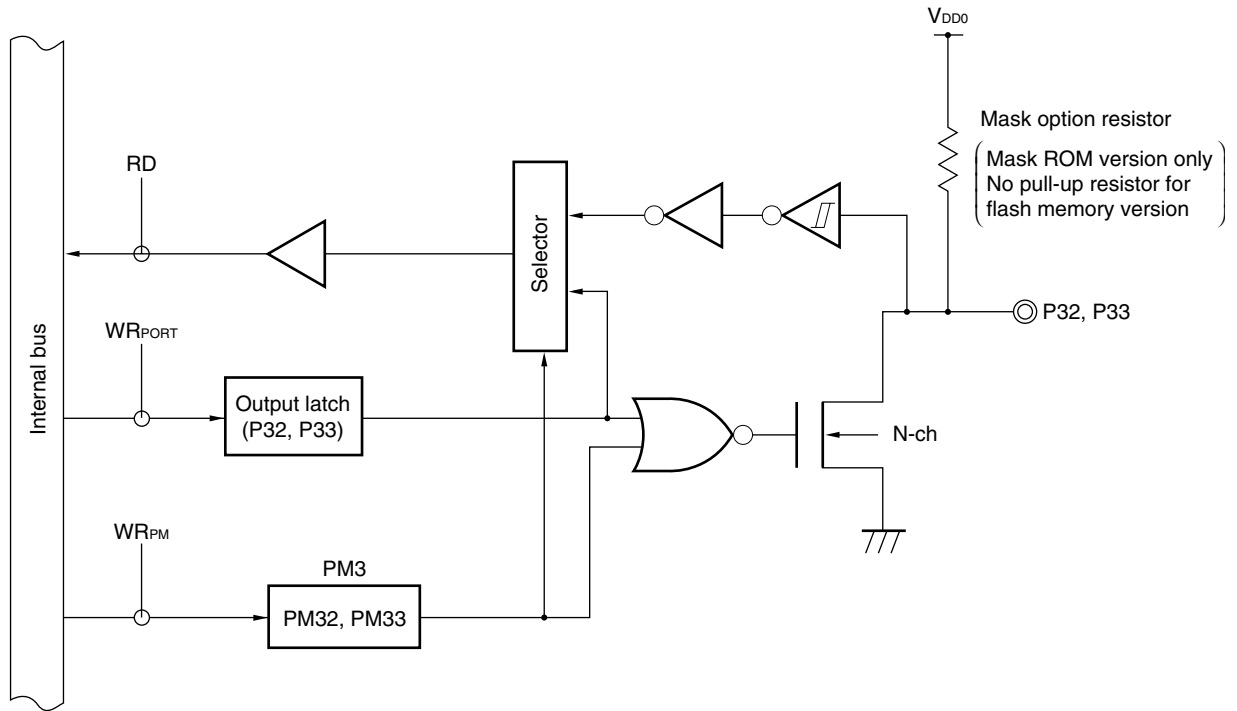 VDD0
Mask option resistor
Mask ROM version only
No pull-up resistor for
flash memory version
RD
Selector
P32, P33
Internal bus
WRPORT
Output latch
(P32, P33)
N-ch
WRPM
PM3
PM32, PM33